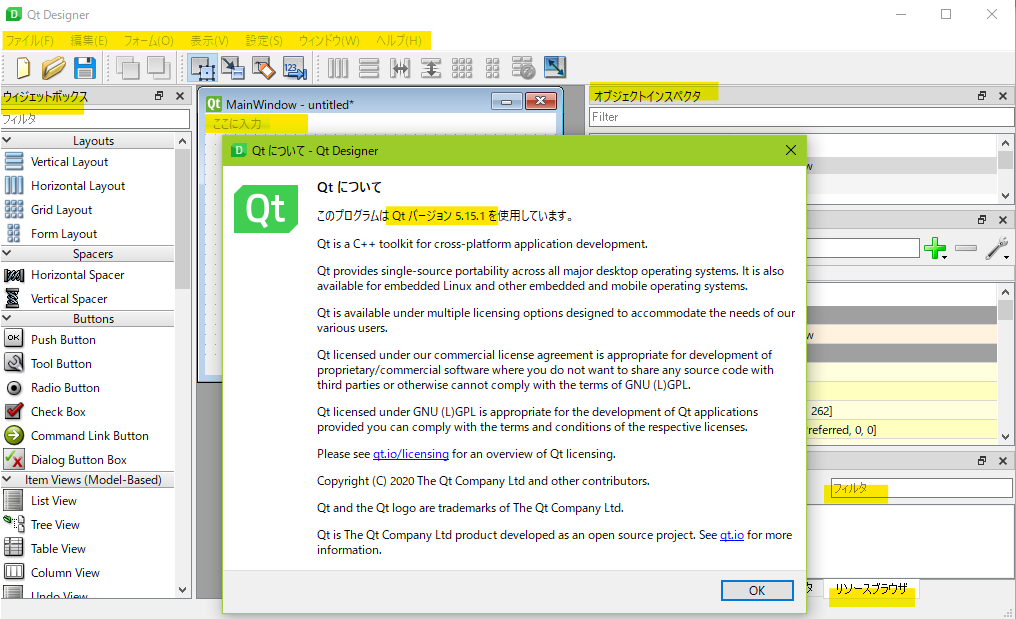 Qt Designer
ファイル(F) 編集(E) フォーム(O) 表示(V) 設定(S) ウィンドウ(W) ヘルプ(H)
ウィジェットボックス
フィルタ
Layouts
Vertical Layout
Horizontal Layout
Grid Layout
Form Layout
Spacers
Horizontal Spacer
Vertical Spacer
Buttons
Push Button
Tool Button
Radio Button
Check Box
Command Link Button
Dialog Button Box
Item Views (Model-Based)
List View
Tree View
Table View
Column View
Undo View
MainWindow - untitled*
ここに入力
Qt について - Qt Designer
Qt
Qt について
このプログラムは Qt バージョン 5.15.1 を使用しています。
Qt is a C++ toolkit for cross-platform application development.
Qt provides single-source portability across all major desktop operating systems. It is also
available for embedded Linux and other embedded and mobile operating systems.
Qt is available under multiple licensing options designed to accommodate the needs of our
various users.
Qt licensed under our commercial license agreement is appropriate for development of
proprietary/commercial software where you do not want to share any source code with
third parties or otherwise cannot comply with the terms of GNU (L)GPL.
Qt licensed under GNU (L)GPL is appropriate for the development of Qt applications
provided you can comply with the terms and conditions of the respective licenses.
Please see qt.io/licensing for an overview of Qt licensing.
Copyright (C) 2020 The Qt Company Ltd and other contributors.
Qt and the Qt logo are trademarks of The Qt Company Ltd.
Qt is The Qt Company Ltd product developed as an open source project. See qt.io for more
information.
OK
オブジェクトインスペクタ
Filter
262]
referred, 0, 0]
フィルタ
リソースブラウザ